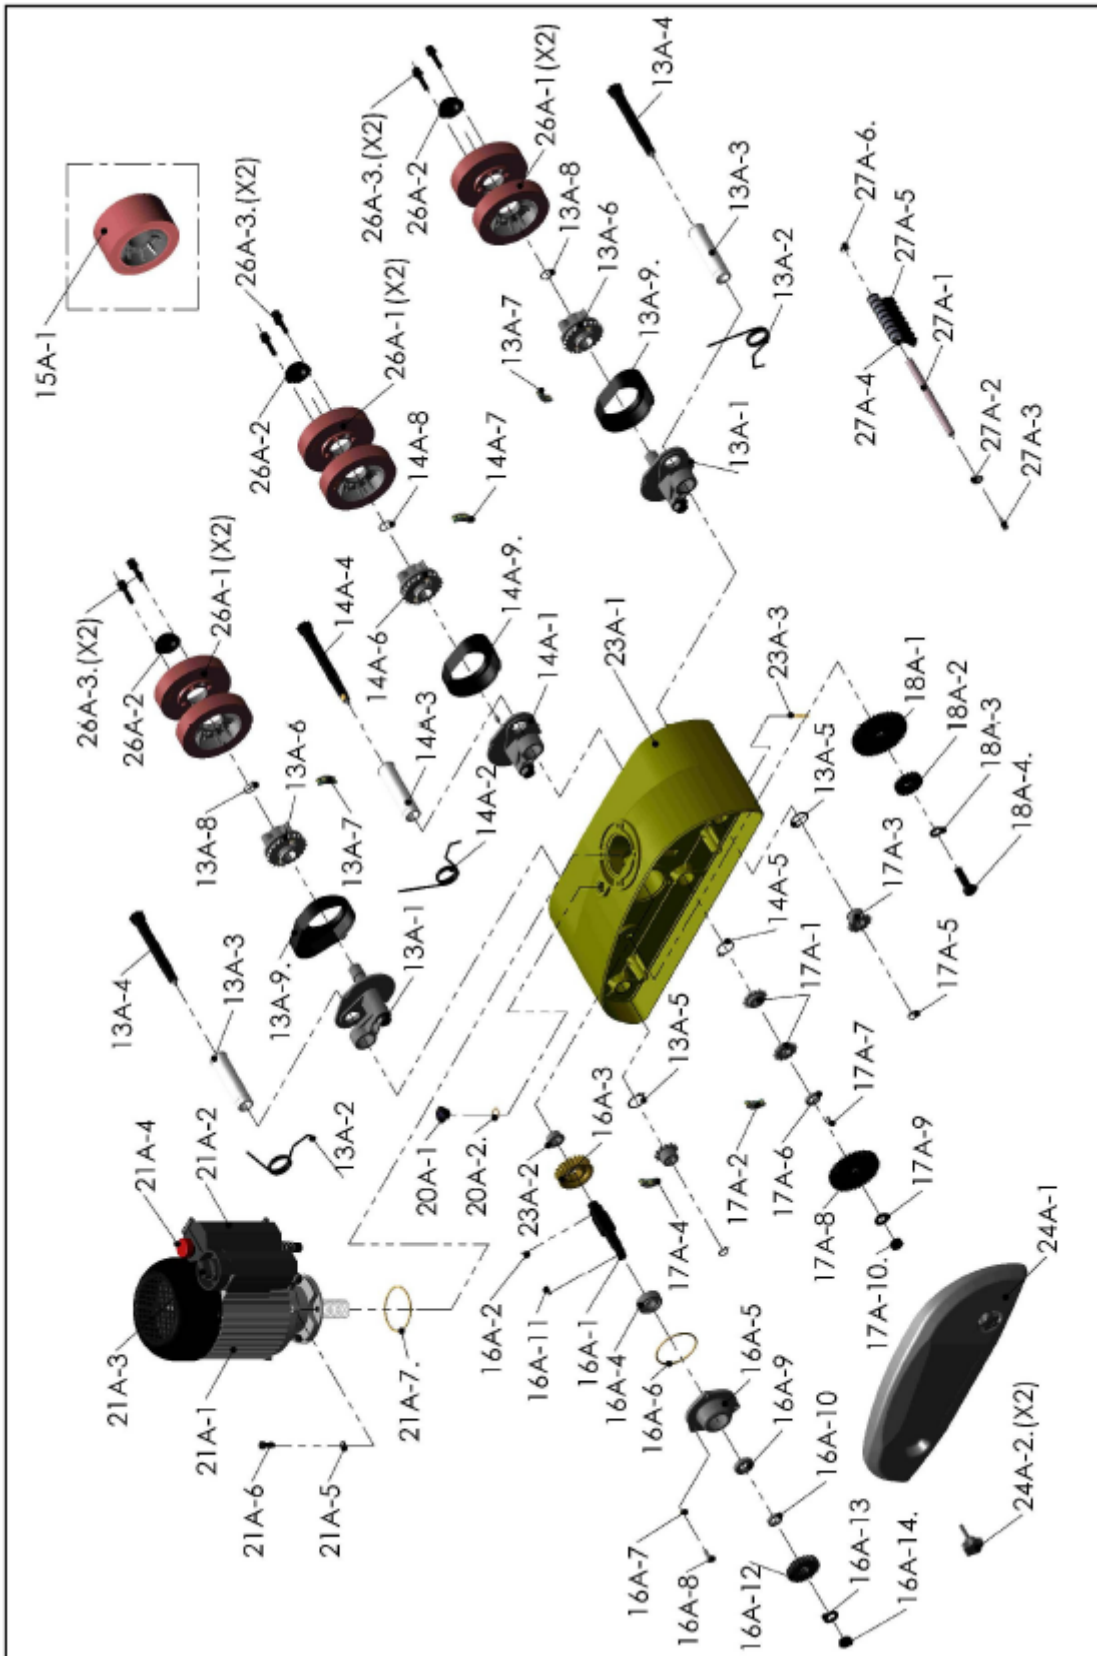 15A-1
21A-6
21A-1
21A-3
13A-4
26A-3.(X2)
26A-2
21A-4
21A-2
13A-3
13A-8
26A-1(X2)
26A-3.(X2)
26A-2
21A-5
13A-9.
13A-6
13A-2
13A-1
13A-7
14A-4
26A-1(X2)
26A-3.(X2)
26A-2
21A-7.
20A-1
14A-6
14A-3
14A-8
20A-2.
14A-2
14A-7
16A-2
23A-2
14A-9.
13A-7
26A-1(X2)
16A-11
16A-1
16A-3
14A-1
13A-8
13A-4
16A-4
16A-6
17A-4
13A-5
23A-1
13A-6
13A-9.
16A-7
16A-8
16A-5
16A-9
17A-2
14A-5
13A-1
13A-3
16A-12
16A-10
17A-6
17A-1
23A-3
13A-2
16A-13
17A-8
17A-7
13A-5
16A-14.
17A-10.
17A-9
17A-3
18A-1
27A-4
27A-6.
17A-5
18A-2
27A-5
24A-2.(X2)
24A-1
18A-4.
18A-3
27A-3
27A-2
27A-1